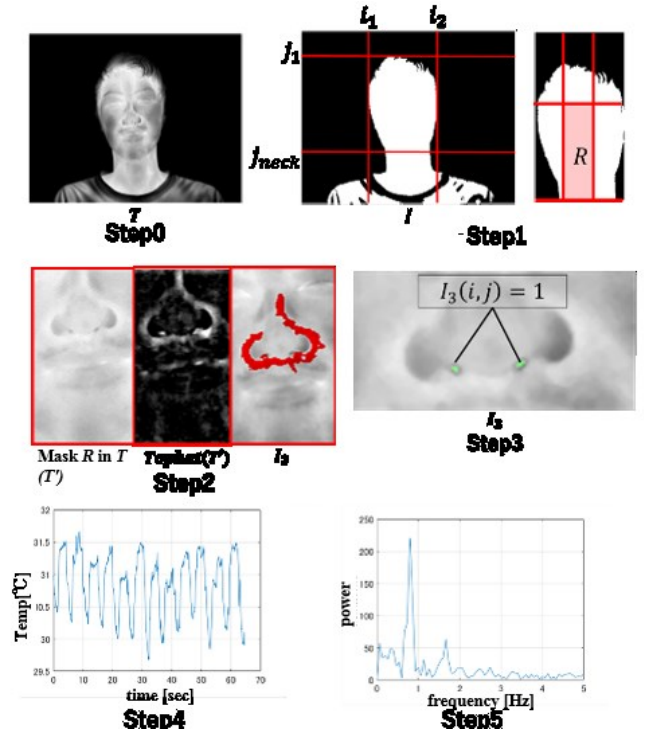 i₁ i₂
j₁
jneck
R
T
I
Step0
-Step1
I₃(i, j) = 1
Mask R in T
(T')
Tophat(T')
I₂
Step2
I₃
Step3
Temp[℃]
32
31.5
31
10.5
30
29.5
0 10 20 30 40 50 60 70
time [sec]
Step4
power
250
200
150
100
50
0
0 1 2 3 4 5
frequency [Hz]
Step5